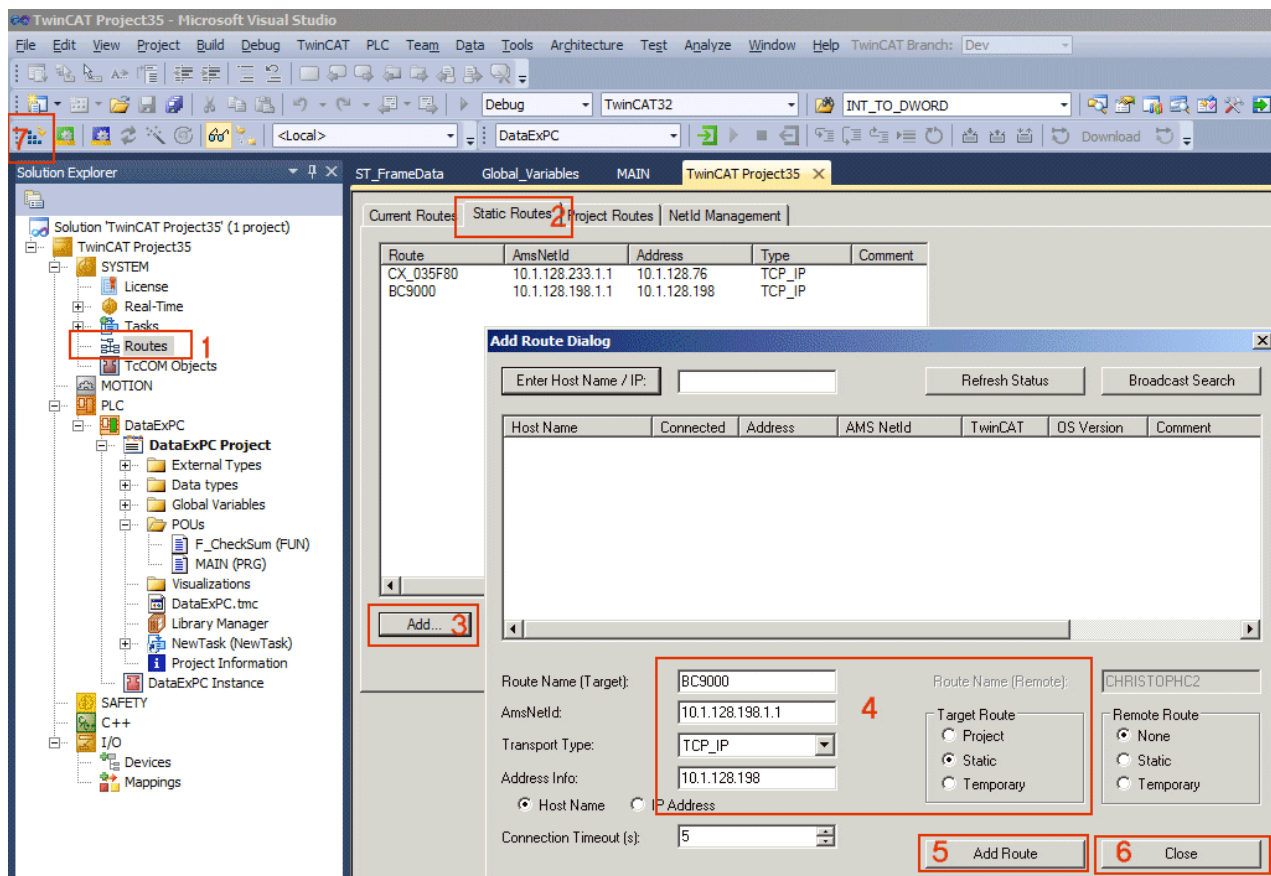 TwinCAT Project35 - Microsoft Visual Studio
File Edit View Project Build Debug TwinCAT PLC Team Data Tools Architecture Test Analyze Window Help TwinCAT Branch: Dev
Debug TwinCAT32 INT_TO_DWORD
7 <Local> DataExPC Download
Solution Explorer
Solution 'TwinCAT Project35' (1 project)
TwinCAT Project35
SYSTEM
License
Real-Time
Tasks
Routes 1
TcCOM Objects
MOTION
PLC
DataExPC
DataExPC Project
External Types
Data types
Global Variables
POUs
F_CheckSum (FUN)
MAIN (PRG)
Visualizations
DataExPC.tmc
Library Manager
NewTask (NewTask)
Project Information
DataExPC Instance
SAFETY
C++
I/O
Devices
Mappings
ST_FrameData Global_Variables MAIN TwinCAT Project35
Current Routes Static Routes 2 Project Routes NetId Management
Route AmsNetId Address Type Comment
CX_035F80 10.1.128.233.1.1 10.1.128.76 TCP_IP
BC9000 10.1.128.198.1.1 10.1.128.198 TCP_IP
Add... 3
Add Route Dialog
Enter Host Name / IP: Refresh Status Broadcast Search
Host Name Connected Address AMS NetId TwinCAT OS Version Comment
Route Name (Target): BC9000 Route Name (Remote): CHRISTOPHC2
AmsNetId: 10.1.128.198.1.1 4 Target Route Remote Route
Project None
Transport Type: TCP_IP Static Static
Address Info: 10.1.128.198 Temporary Temporary
Host Name IP Address
Connection Timeout (s): 5
5 Add Route 6 Close